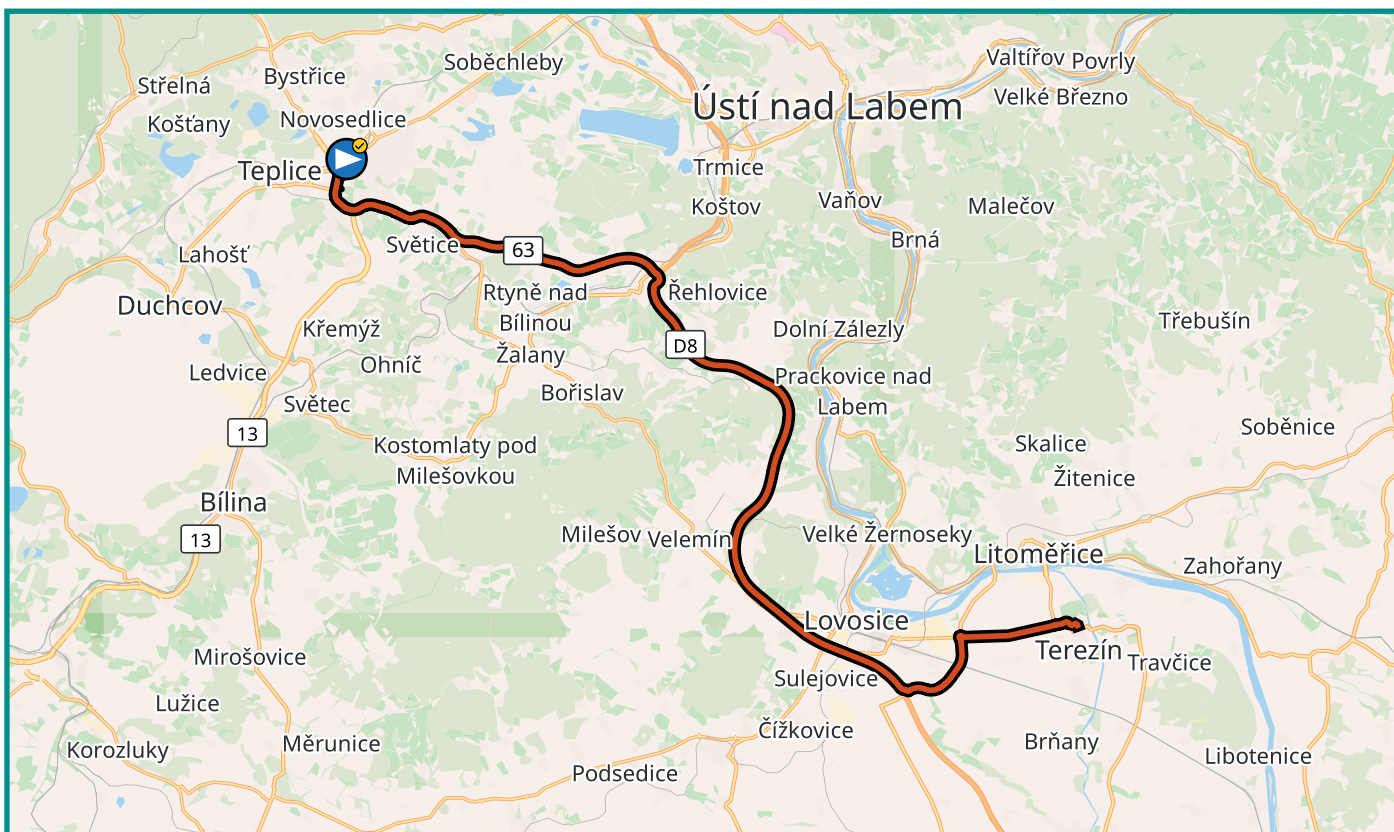 Valtířov
Povrly
Soběchleby
Bystřice
Střelná
Velké Březno
Ústí nad Labem
Novosedlice
Košťany
Trmice
Teplice
Vaňov
Malečov
Koštov
Brná
Světice
63
Lahošť
Rtyně nad
Bílinou
Řehlovice
Duchcov
Třebušín
Křemýž
Dolní Zálezly
D8
Žalany
Ohníč
Ledvice
Prackovice nad
Labem
Bořislav
Světec
Soběnice
13
Kostomlaty pod
Milešovkou
Skalice
Žitenice
Bílina
13
Milešov
Velemín
Velké Žernoseky
Litoměřice
Zahořany
Lovosice
Terezín
Mirošovice
Travčice
Sulejovice
Lužice
Čížkovice
Měrunice
Brňany
Korozluky
Libotenice
Podsedice